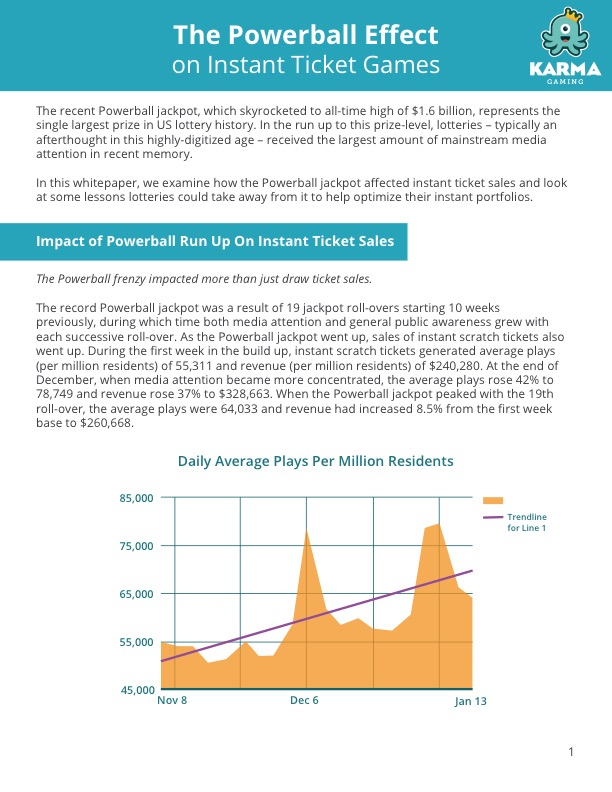 The Powerball Effect
on Instant Ticket Games
KARMA
GAMING
The recent Powerball jackpot, which skyrocketed to all-time high of $1.6 billion, represents the
single largest prize in US lottery history. In the run up to this prize-level, lotteries – typically an
afterthought in this highly-digitized age – received the largest amount of mainstream media
attention in recent memory.
In this whitepaper, we examine how the Powerball jackpot affected instant ticket sales and look
at some lessons lotteries could take away from it to help optimize their instant portfolios.
Impact of Powerball Run Up On Instant Ticket Sales
The Powerball frenzy impacted more than just draw ticket sales.
The record Powerball jackpot was a result of 19 jackpot roll-overs starting 10 weeks
previously, during which time both media attention and general public awareness grew with
each successive roll-over. As the Powerball jackpot went up, sales of instant scratch tickets also
went up. During the first week in the build up, instant scratch tickets generated average plays
(per million residents) of 55,311 and revenue (per million residents) of $240,280. At the end of
December, when media attention became more concentrated, the average plays rose 42% to
78,749 and revenue rose 37% to $328,663. When the Powerball jackpot peaked with the 19th
roll-over, the average plays were 64,033 and revenue had increased 8.5% from the first week
base to $260,668.
Daily Average Plays Per Million Residents
85,000
75,000
65,000
55,000
45,000
Nov 8
Dec 6
Jan 13
Trendline
for Line 1
1